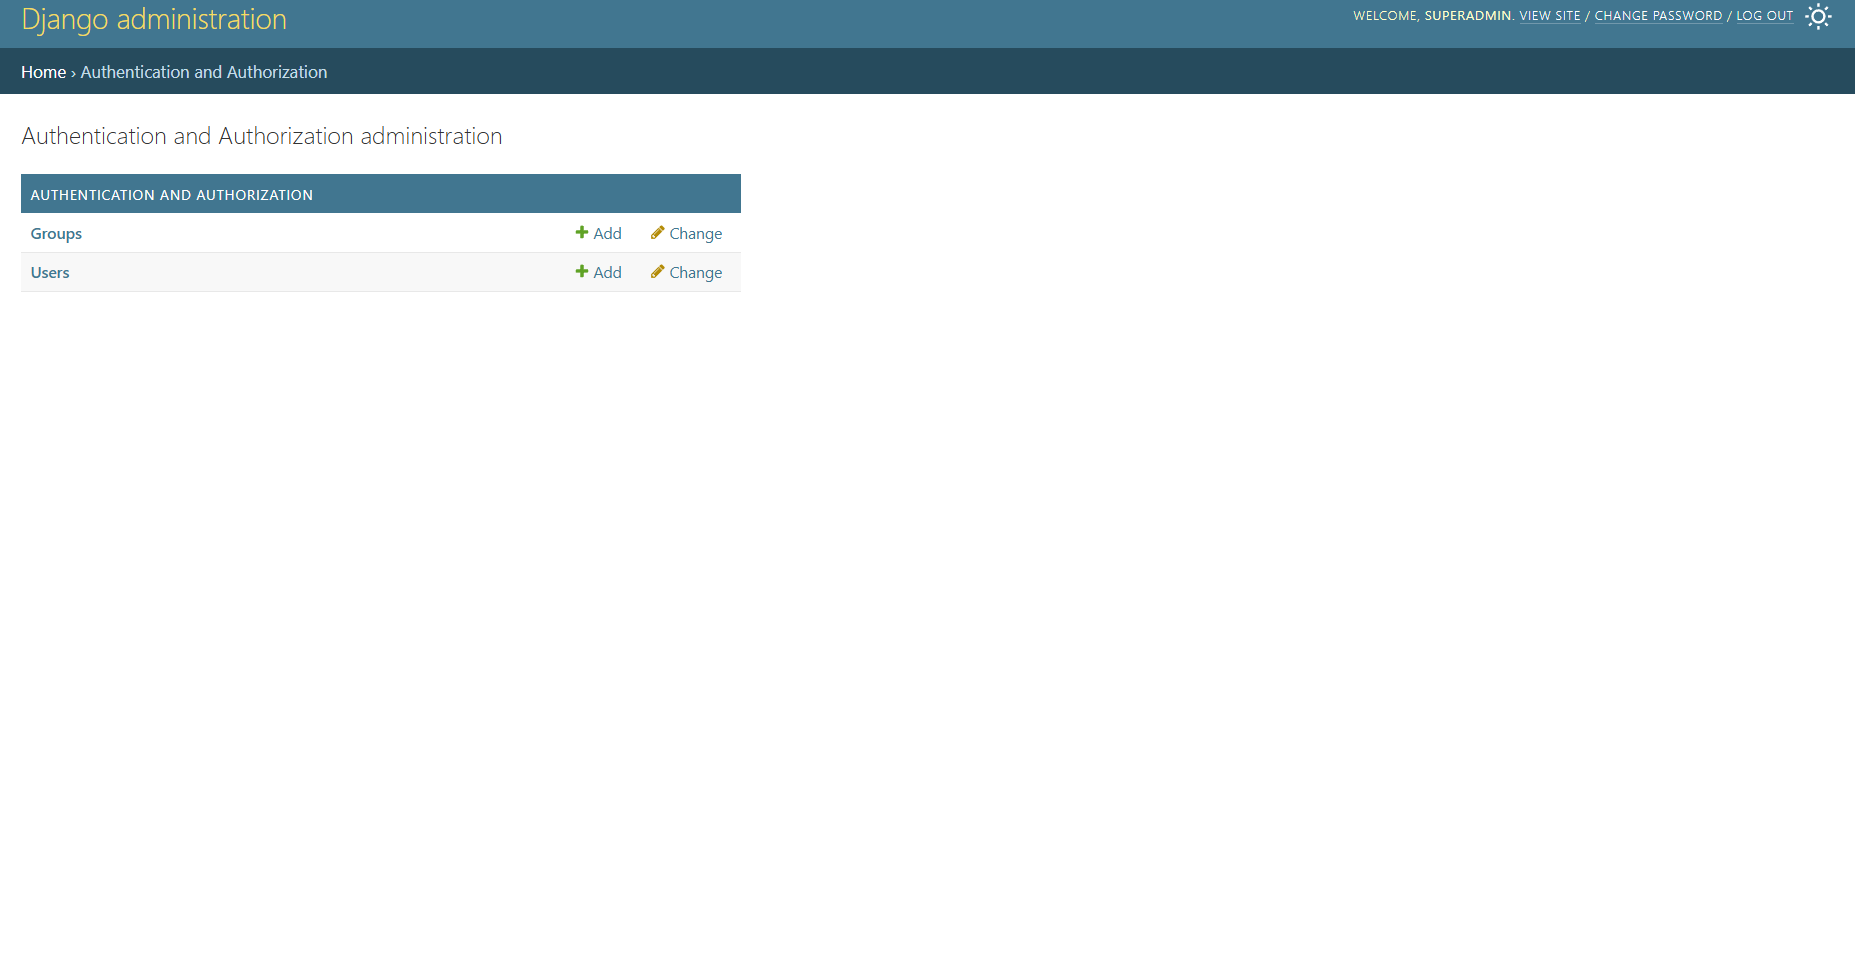 Django administration
WELCOME, SUPERADMIN. VIEW SITE / CHANGE PASSWORD / LOG OUT
Home › Authentication and Authorization
Authentication and Authorization administration
AUTHENTICATION AND AUTHORIZATION
Groups Add Change
Users Add Change